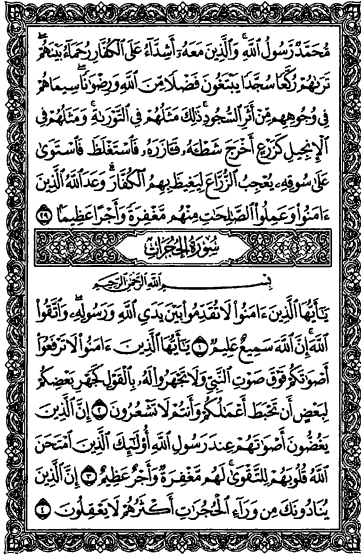 مُّحَمَّدٌ رَّسُولُ ٱللَّهِ ۚ وَٱلَّذِينَ مَعَهُۥٓ أَشِدَّآءُ عَلَى ٱلْكُفَّارِ رُحَمَآءُ بَيْنَهُمْ ۖ
تَرَىٰهُمْ رُكَّعًا سُجَّدًا يَبْتَغُونَ فَضْلًا مِّنَ ٱللَّهِ وَرِضْوَٰنًا ۖ سِيمَاهُمْ
فِى وُجُوهِهِم مِّنْ أَثَرِ ٱلسُّجُودِ ۚ ذَٰلِكَ مَثَلُهُمْ فِى ٱلتَّوْرَىٰةِ ۚ وَمَثَلُهُمْ فِى
ٱلْإِنجِيلِ كَزَرْعٍ أَخْرَجَ شَطْـَٔهُۥ فَـَٔازَرَهُۥ فَٱسْتَغْلَظَ فَٱسْتَوَىٰ
عَلَىٰ سُوقِهِۦ يُعْجِبُ ٱلزُّرَّاعَ لِيَغِيظَ بِهِمُ ٱلْكُفَّارَ ۗ وَعَدَ ٱللَّهُ ٱلَّذِينَ
ءَامَنُوا۟ وَعَمِلُوا۟ ٱلصَّـٰلِحَـٰتِ مِنْهُم مَّغْفِرَةً وَأَجْرًا عَظِيمًۢا ٢٩
سُورَةُ الْحُجُرَاتِ
بِسْمِ ٱللَّهِ ٱلرَّحْمَـٰنِ ٱلرَّحِيمِ
يَـٰٓأَيُّهَا ٱلَّذِينَ ءَامَنُوا۟ لَا تُقَدِّمُوا۟ بَيْنَ يَدَىِ ٱللَّهِ وَرَسُولِهِۦ ۖ وَٱتَّقُوا۟
ٱللَّهَ ۚ إِنَّ ٱللَّهَ سَمِيعٌ عَلِيمٌ ١ يَـٰٓأَيُّهَا ٱلَّذِينَ ءَامَنُوا۟ لَا تَرْفَعُوٓا۟
أَصْوَٰتَكُمْ فَوْقَ صَوْتِ ٱلنَّبِىِّ وَلَا تَجْهَرُوا۟ لَهُۥ بِٱلْقَوْلِ كَجَهْرِ بَعْضِكُمْ
لِبَعْضٍ أَن تَحْبَطَ أَعْمَـٰلُكُمْ وَأَنتُمْ لَا تَشْعُرُونَ ٢ إِنَّ ٱلَّذِينَ
يَغُضُّونَ أَصْوَٰتَهُمْ عِندَ رَسُولِ ٱللَّهِ أُو۟لَـٰٓئِكَ ٱلَّذِينَ ٱمْتَحَنَ
ٱللَّهُ قُلُوبَهُمْ لِلتَّقْوَىٰ ۚ لَهُم مَّغْفِرَةٌ وَأَجْرٌ عَظِيمٌ ٣ إِنَّ ٱلَّذِينَ
يُنَادُونَكَ مِن وَرَآءِ ٱلْحُجُرَٰتِ أَكْثَرُهُمْ لَا يَعْقِلُونَ ٤